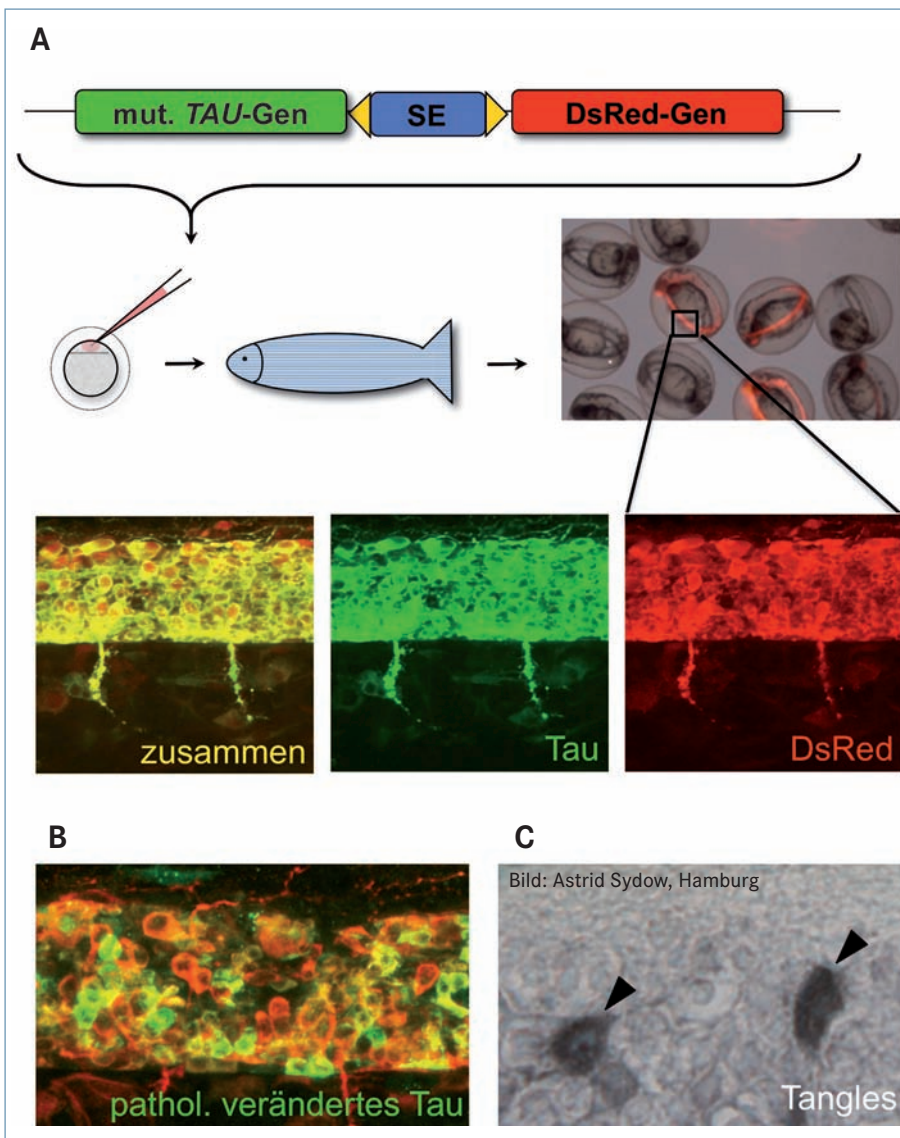 A
mut. TAU-Gen
SE
DsRed-Gen
zusammen
Tau
DsRed
B
pathol. verändertes Tau
C
Bild: Astrid Sydow, Hamburg
Tangles